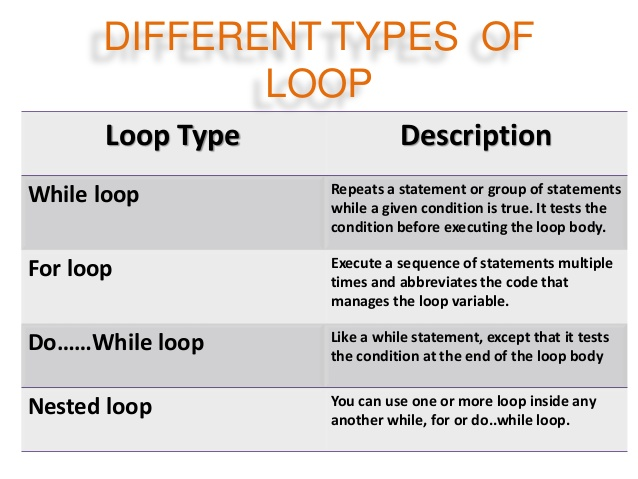 DIFFERENT TYPES OF
LOOP
Loop Type
Description
While loop
Repeats a statement or group of statements
while a given condition is true. It tests the
condition before executing the loop body.
For loop
Execute a sequence of statements multiple
times and abbreviates the code that
manages the loop variable.
Do……While loop
Like a while statement, except that it tests
the condition at the end of the loop body
Nested loop
You can use one or more loop inside any
another while, for or do..while loop.